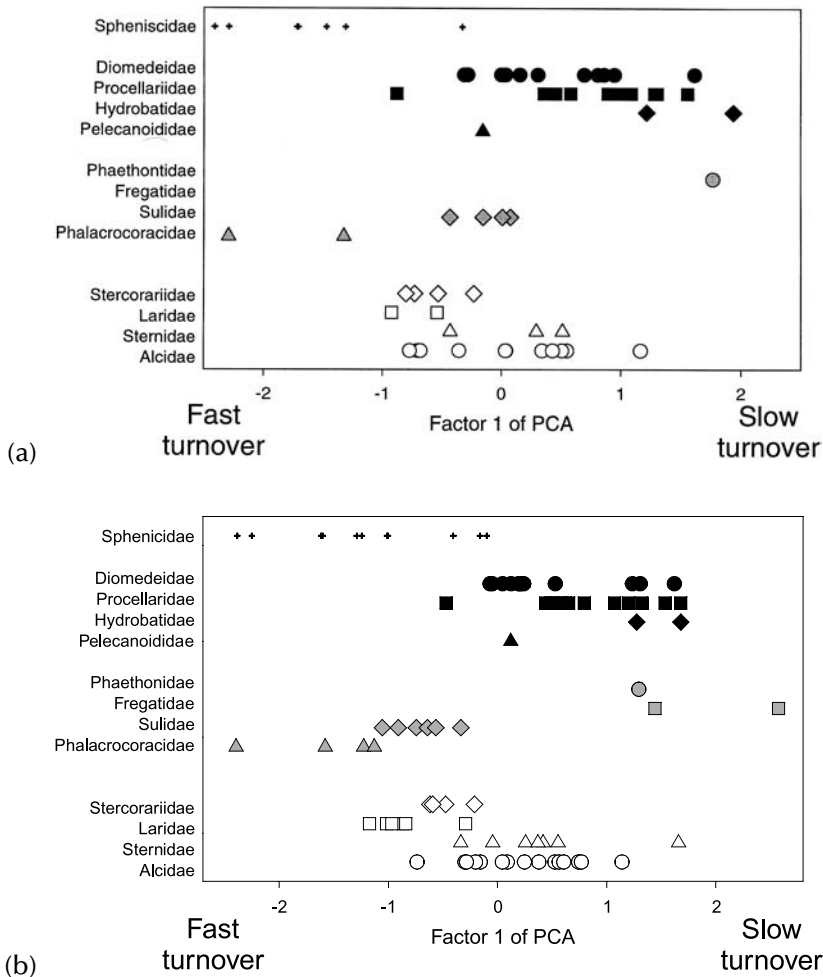 Spheniscidae
Diomedeidae
Procellariidae
Hydrobatidae
Pelecanoididae
Phaethontidae
Fregatidae
Sulidae
Phalacrocoracidae
Stercorariidae
Laridae
Sternidae
Alcidae
-2 -1 0 1 2
Fast turnover
Factor 1 of PCA
Slow turnover
(a)
Sphenicidae
Diomedeidae
Procellaridae
Hydrobatidae
Pelecanoididae
Phaethonidae
Fregatidae
Sulidae
Phalacrocoracidae
Stercorariidae
Laridae
Sternidae
Alcidae
-2 -1 0 1 2
Fast turnover
Factor 1 of PCA
Slow turnover
(b)